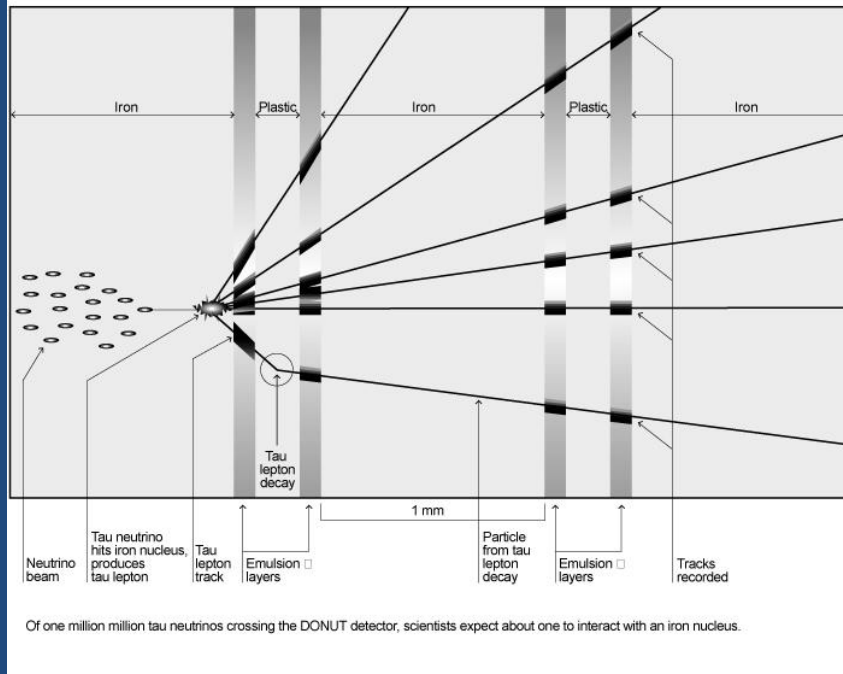 Iron
Plastic
Iron
Plastic
Iron
Tau
lepton
decay
1 mm
Neutrino
beam
Tau neutrino
hits iron nucleus,
produces
tau lepton
Tau
lepton
track
Emulsion □
layers
Particle
from tau
lepton
decay
Emulsion □
layers
Tracks
recorded
Of one million million tau neutrinos crossing the DONUT detector, scientists expect about one to interact with an iron nucleus.